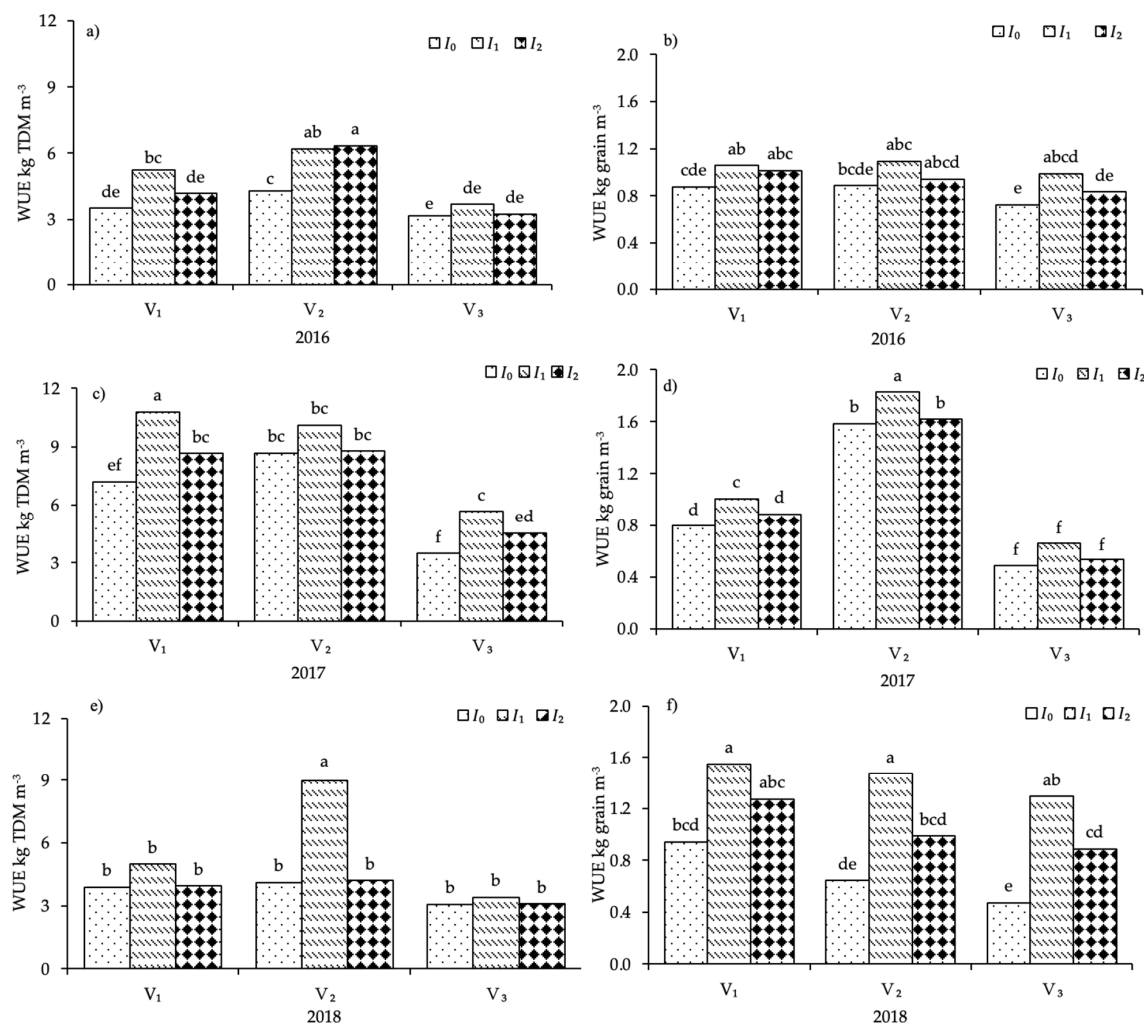 a)
I0 I1 I2
WUE kg TDM m-3
12
9
6
3
0
de bc de
c ab a
e de de
V1 V2 V3
2016
b)
I0 I1 I2
WUE kg grain m-3
2.0
1.6
1.2
0.8
0.4
0.0
cde ab abc
bcde abc abcd
e abcd de
V1 V2 V3
2016
c)
I0 I1 I2
WUE kg TDM m-3
12
9
6
3
0
ef a bc
bc bc bc
f c ed
V1 V2 V3
2017
d)
I0 I1 I2
WUE kg grain m-3
2.0
1.6
1.2
0.8
0.4
0.0
d c d
b a b
f f f
V1 V2 V3
2017
e)
I0 I1 I2
WUE kg TDM m-3
12
9
6
3
0
b b b
b a b
b b b
V1 V2 V3
2018
f)
I0 I1 I2
WUE kg grain m-3
2.0
1.6
1.2
0.8
0.4
0.0
bcd a abc
de a bcd
e ab cd
V1 V2 V3
2018